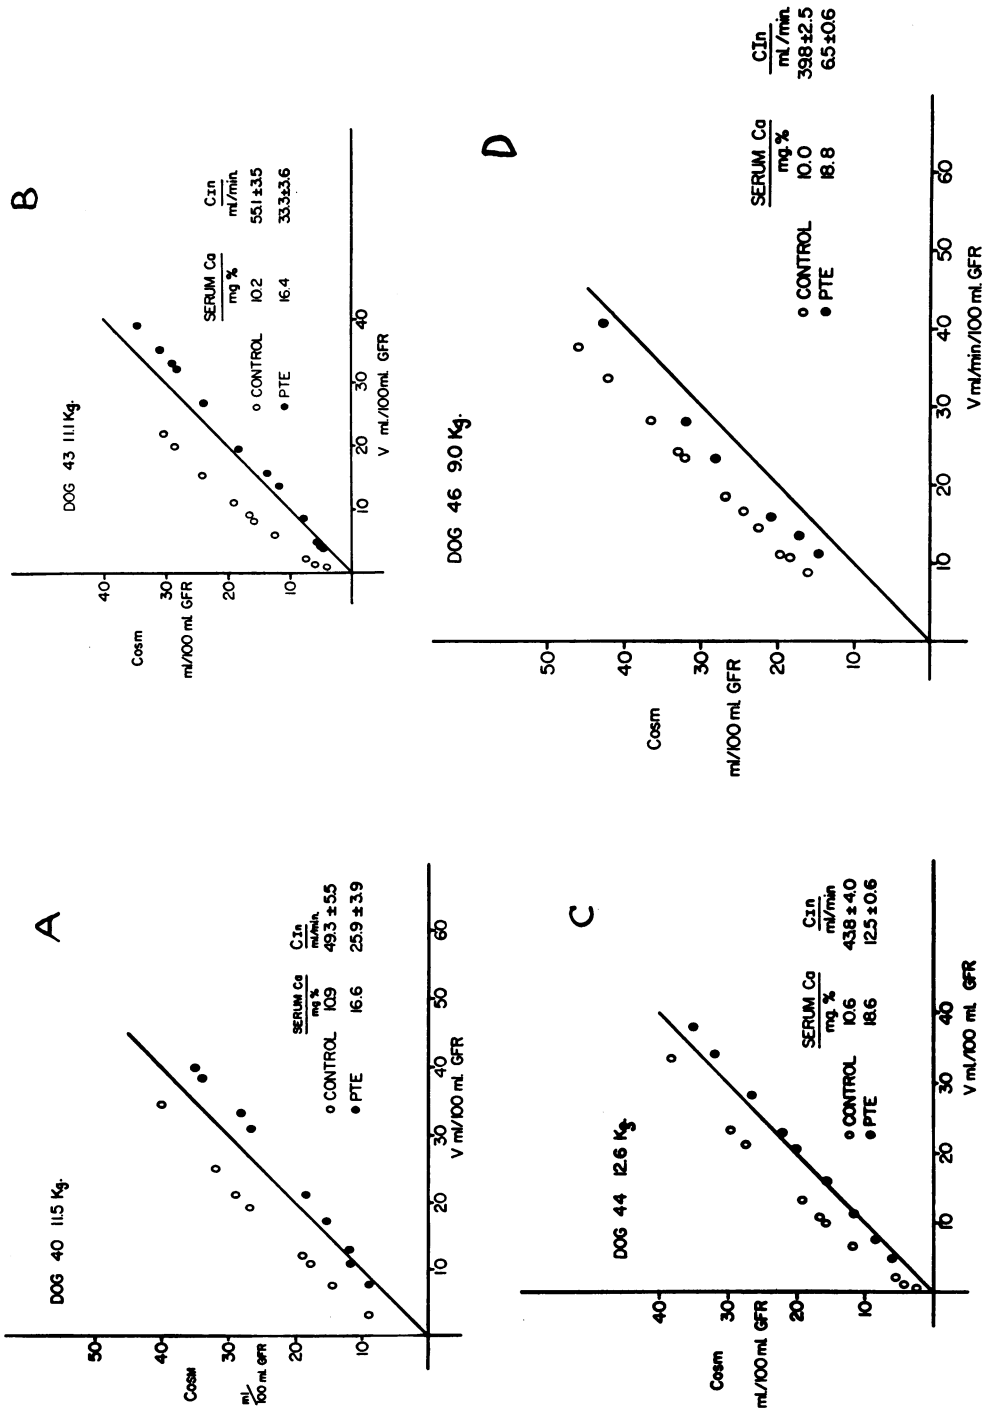 A
DOG 40 11.5 Kg.
50
40
30
20
10
Cosm
ml/100 ml GFR
SERUM Ca
mg %
CIn
ml/min.
○ CONTROL 10.9 49.3 ± 5.5
● PTE 16.6 25.9 ± 3.9
10 20 30 40 50 60
V ml/100 ml GFR
B
DOG 43 11.1 Kg.
40
30
20
10
Cosm
ml/100 ml GFR
SERUM Ca
mg %
CIn
ml/min.
○ CONTROL 10.2 55.1 ±3.5
● PTE 16.4 33.3±3.6
10 20 30 40
V ml/100ml GFR
C
DOG 44 12.6 Kg.
40
30
20
10
Cosm
ml/100 ml GFR
SERUM Ca
mg. %
CIn
ml/min
○ CONTROL 10.6 43.8 ± 4.0
● PTE 18.6 12.5 ± 0.6
10 20 30 40
V ml/100 ml GFR
D
DOG 46 9.0 Kg.
50
40
30
20
10
Cosm
ml/100 ml GFR
SERUM Ca
mg. %
CIn
ml/min.
○ CONTROL 10.0 39.8 ±2.5
● PTE 18.8 6.5 ±0.6
10 20 30 40 50 60
V ml/min/100 ml GFR